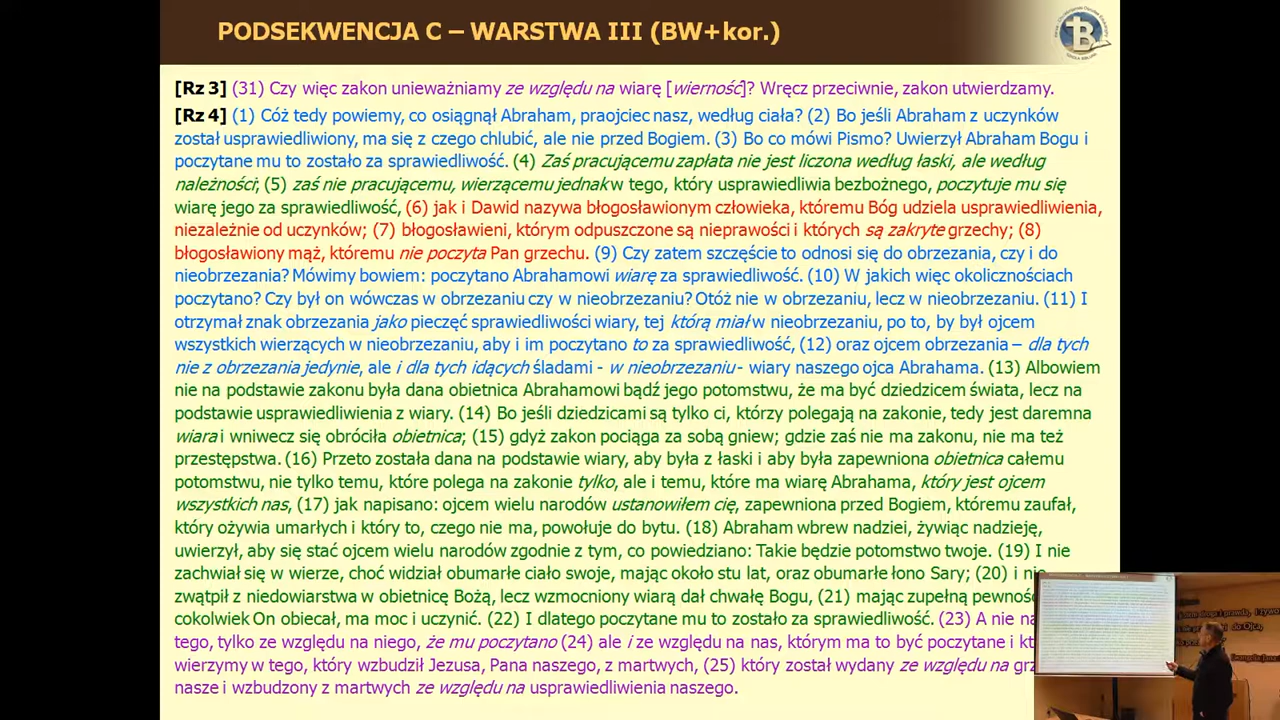 PODSEKWENCJA C – WARSTWA III (BW+kor.)
[Rz 3] (31) Czy więc zakon unieważniamy ze względu na wiarę [wierność]? Wręcz przeciwnie, zakon utwierdzamy.
[Rz 4] (1) Cóż tedy powiemy, co osiągnął Abraham, praojciec nasz, według ciała? (2) Bo jeśli Abraham z uczynków
został usprawiedliwiony, ma się z czego chlubić, ale nie przed Bogiem. (3) Bo co mówi Pismo? Uwierzył Abraham Bogu i
poczytane mu to zostało za sprawiedliwość. (4) Zaś pracującemu zapłata nie jest liczona według łaski, ale według
należności; (5) zaś nie pracującemu, wierzącemu jednak w tego, który usprawiedliwia bezbożnego, poczytuje mu się
wiarę jego za sprawiedliwość, (6) jak i Dawid nazywa błogosławionym człowieka, któremu Bóg udziela usprawiedliwienia,
niezależnie od uczynków; (7) błogosławieni, którym odpuszczone są nieprawości i których są zakryte grzechy; (8)
błogosławiony mąż, któremu nie poczyta Pan grzechu. (9) Czy zatem szczęście to odnosi się do obrzezania, czy i do
nieobrzezania? Mówimy bowiem: poczytano Abrahamowi wiarę za sprawiedliwość. (10) W jakich więc okolicznościach
poczytano? Czy był on wówczas w obrzezaniu czy w nieobrzezaniu? Otóż nie w obrzezaniu, lecz w nieobrzezaniu. (11) I
otrzymał znak obrzezania jako pieczęć sprawiedliwości wiary, tej którą miał w nieobrzezaniu, po to, by był ojcem
wszystkich wierzących w nieobrzezaniu, aby i im poczytano to za sprawiedliwość, (12) oraz ojcem obrzezania – dla tych
nie z obrzezania jedynie, ale i dla tych idących śladami - w nieobrzezaniu - wiary naszego ojca Abrahama. (13) Albowiem
nie na podstawie zakonu była dana obietnica Abrahamowi bądź jego potomstwu, że ma być dziedzicem świata, lecz na
podstawie usprawiedliwienia z wiary. (14) Bo jeśli dziedzicami są tylko ci, którzy polegają na zakonie, tedy jest daremna
wiara i wniwecz się obróciła obietnica; (15) gdyż zakon pociąga za sobą gniew; gdzie zaś nie ma zakonu, nie ma też
przestępstwa. (16) Przeto została dana na podstawie wiary, aby była z łaski i aby była zapewniona obietnica całemu
potomstwu, nie tylko temu, które polega na zakonie tylko, ale i temu, które ma wiarę Abrahama, który jest ojcem
wszystkich nas, (17) jak napisano: ojcem wielu narodów ustanowiłem cię, zapewniona przed Bogiem, któremu zaufał,
który ożywia umarłych i który to, czego nie ma, powołuje do bytu. (18) Abraham wbrew nadziei, żywiąc nadzieję,
uwierzył, aby się stać ojcem wielu narodów zgodnie z tym, co powiedziano: Takie będzie potomstwo twoje. (19) I nie
zachwiał się w wierze, choć widział obumarłe ciało swoje, mając około stu lat, oraz obumarłe łono Sary; (20) i nie
zwątpił z niedowiarstwa w obietnicę Bożą, lecz wzmocniony wiarą dał chwałę Bogu, (21) mając zupełną pewnoś
cokolwiek On obiecał, ma moc i uczynić. (22) I dlatego poczytane mu to zostało za sprawiedliwość. (23) A nie na
tego, tylko ze względu na niego jest napisane, że mu poczytano (24) ale i ze względu na nas, którym ma to być poczytane i kt
wierzymy w tego, który wzbudził Jezusa, Pana naszego, z martwych, (25) który został wydany ze względu na grz
nasze i wzbudzony z martwych ze względu na usprawiedliwienia naszego.